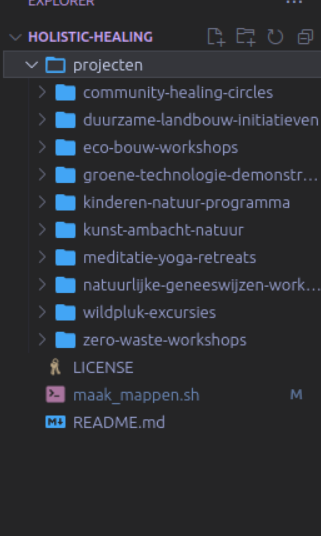 EXPLORER
HOLISTIC-HEALING
projecten
community-healing-circles
duurzame-landbouw-initiatieven
eco-bouw-workshops
groene-technologie-demonstr...
kinderen-natuur-programma
kunst-ambacht-natuur
meditatie-yoga-retreats
natuurlijke-geneeswijzen-work...
wildpluk-excursies
zero-waste-workshops
LICENSE
maak_mappen.sh M
README.md